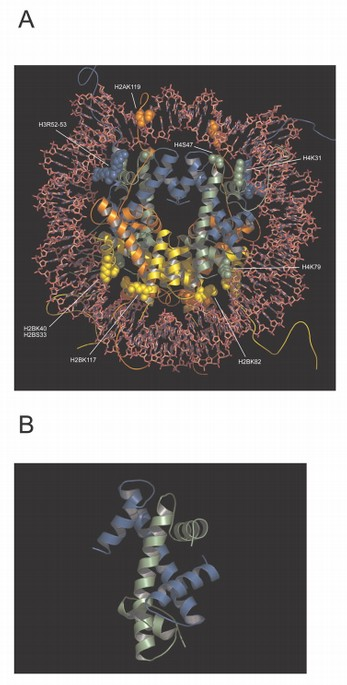 A
H2AK119
H3R52-53
H4S47
H4K31
H4K79
H2BK40
H2BS33
H2BK117
H2BK82
B